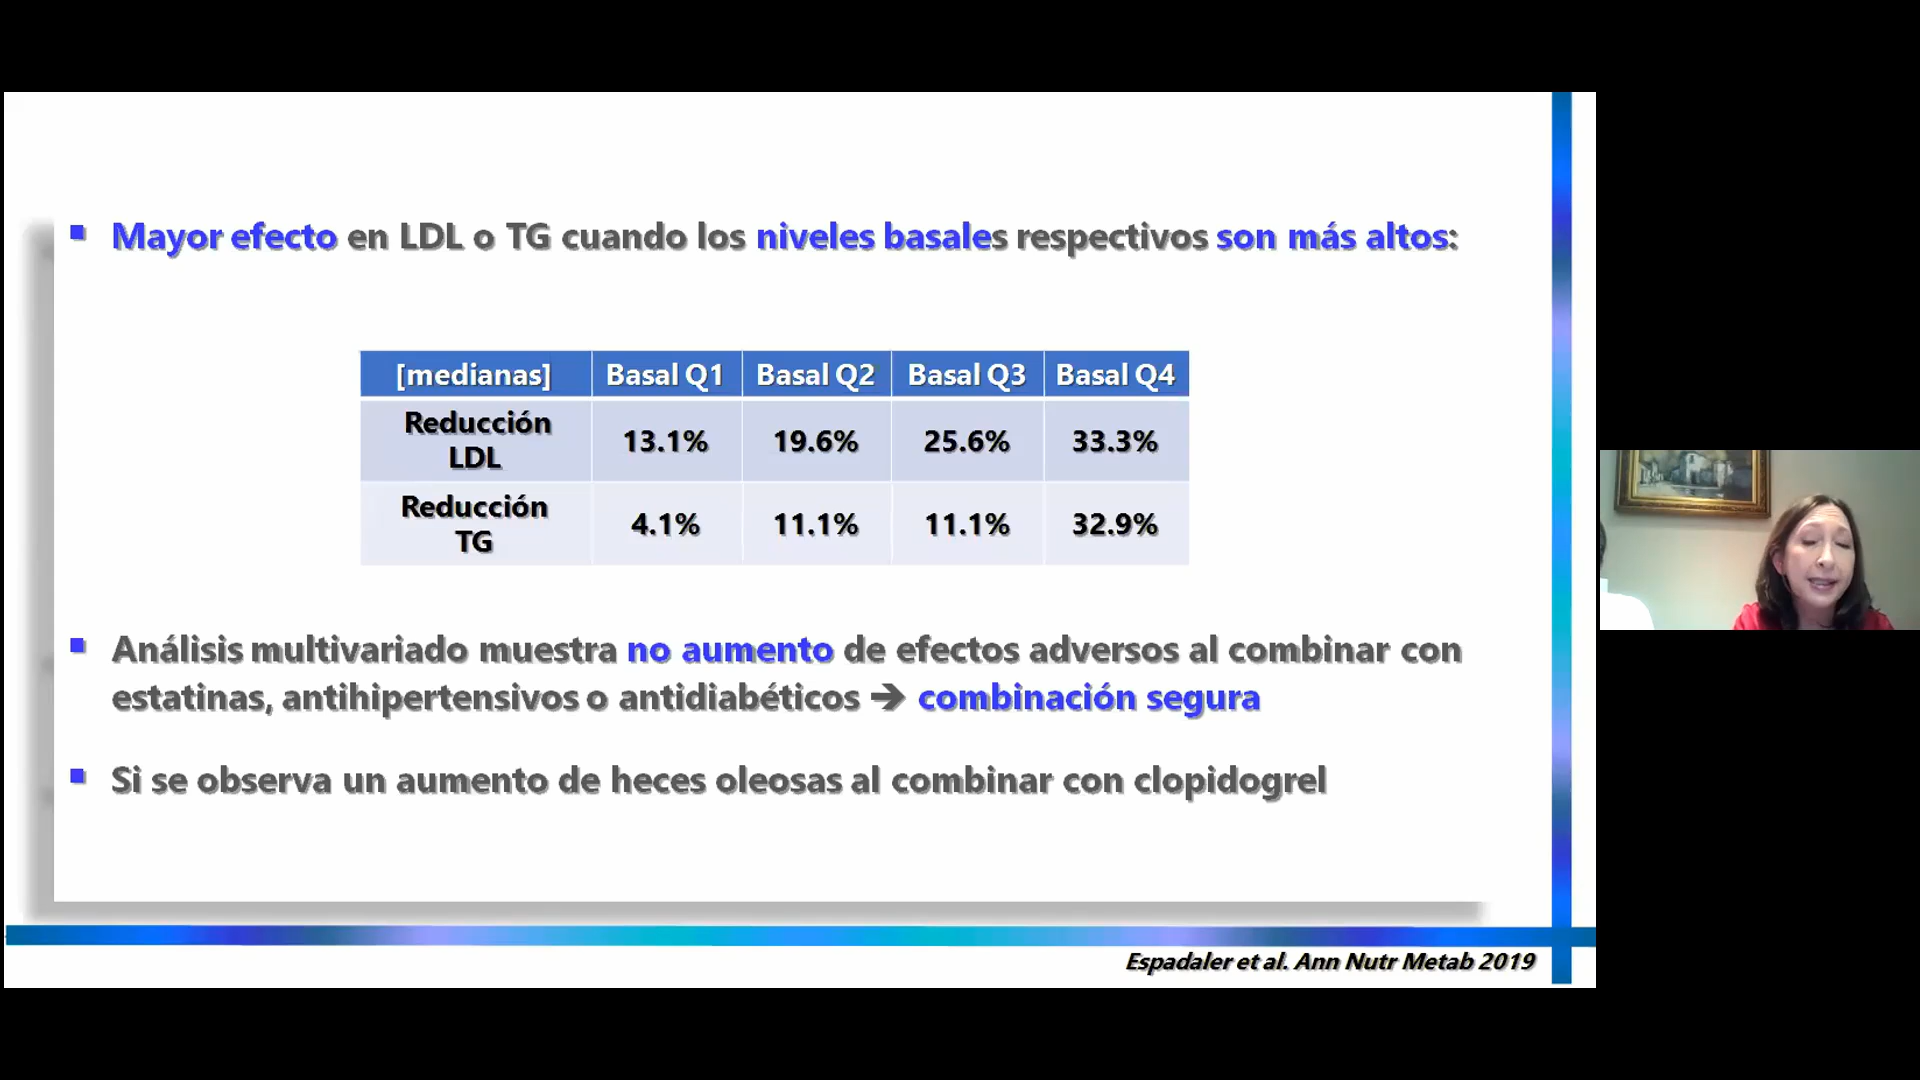 Mayor efecto en LDL o TG cuando los niveles basales respectivos son más altos:
[medianas] Basal Q1 Basal Q2 Basal Q3 Basal Q4
Reducción
LDL
13.1% 19.6% 25.6% 33.3%
Reducción
TG
4.1% 11.1% 11.1% 32.9%
Análisis multivariado muestra no aumento de efectos adversos al combinar con
estatinas, antihipertensivos o antidiabéticos → combinación segura
Si se observa un aumento de heces oleosas al combinar con clopidogrel
Espadaler et al. Ann Nutr Metab 2019